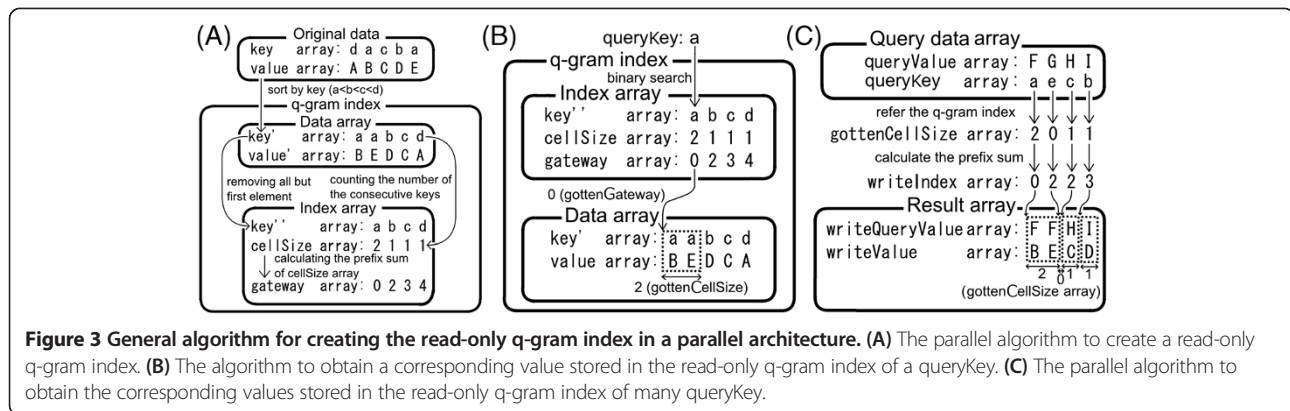 (A)
Original data
key array: d a c b a
value array: A B C D E
sort by key (a<b<c<d)
q-gram index
Data array
key' array: a a b c d
value' array: B E D C A
removing all but
first element
counting the number of
the consecutive keys
Index array
key'' array: a b c d
cellSize array: 2 1 1 1
calculating the prefix sum
of cellSize array
gateway array: 0 2 3 4
(B)
queryKey: a
q-gram index
binary search
Index array
key'' array: a b c d
cellSize array: 2 1 1 1
gateway array: 0 2 3 4
0 (gottenGateway)
Data array
key' array: a a b c d
value array: B E D C A
2 (gottenCellSize)
(C)
Query data array
queryValue array: F G H I
queryKey array: a e c b
refer the q-gram index
gottenCellSize array: 2 0 1 1
calculate the prefix sum
writeIndex array: 0 2 2 3
Result array
writeQueryValue array: F F H I
writeValue array: B E C D
2 0 1 1
(gottenCellSize array)
Figure 3 General algorithm for creating the read-only q-gram index in a parallel architecture. (A) The parallel algorithm to create a read-only
q-gram index. (B) The algorithm to obtain a corresponding value stored in the read-only q-gram index of a queryKey. (C) The parallel algorithm to
obtain the corresponding values stored in the read-only q-gram index of many queryKey.